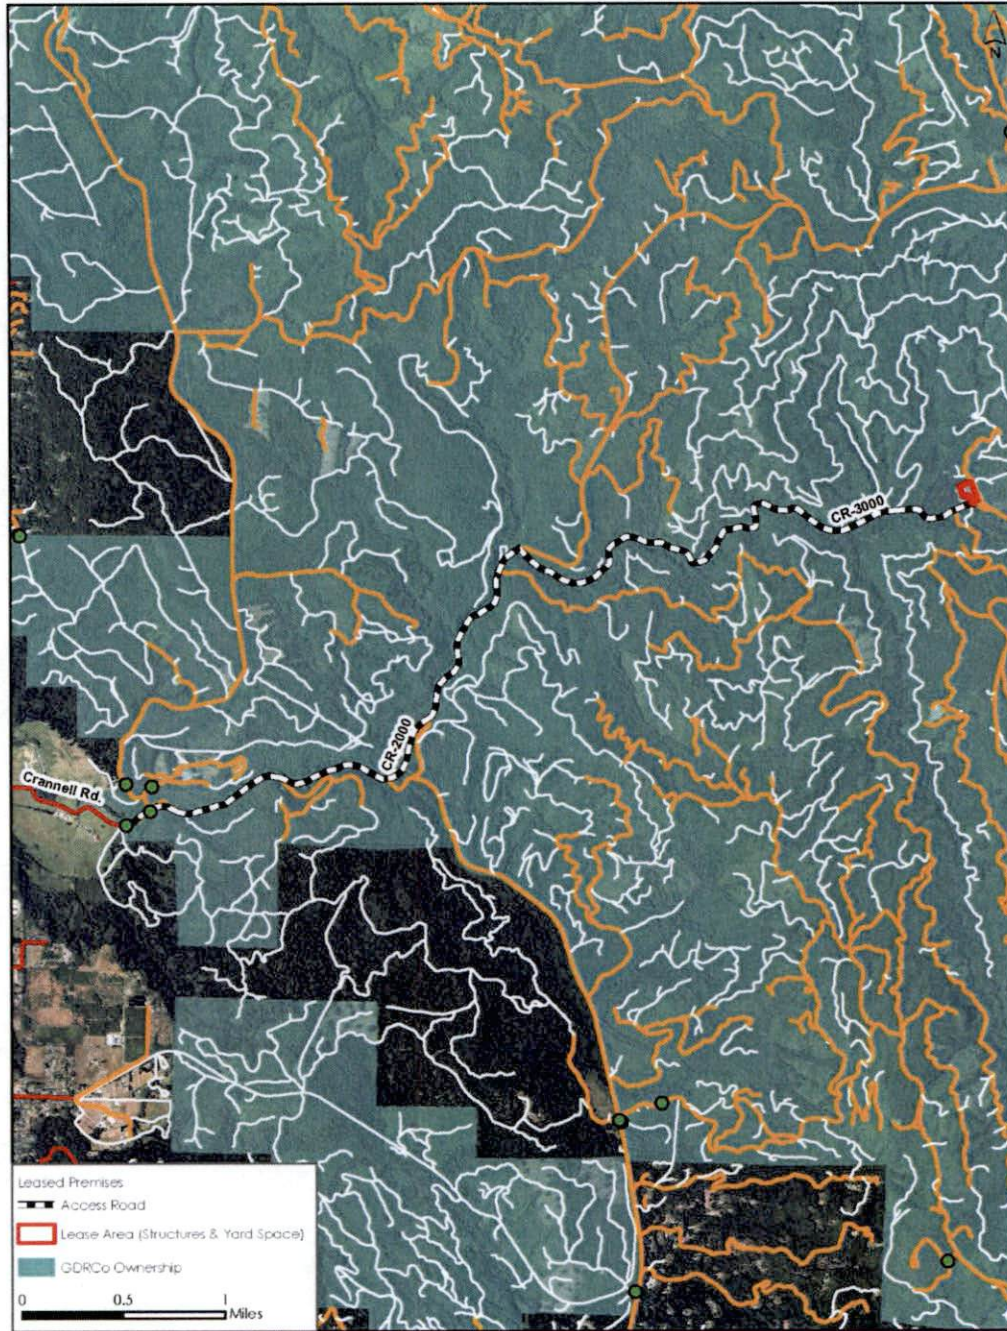 N
CR-3000
CR-2000
Crannell Rd.
Leased Premises
Access Road
Lease Area (Structures & Yard Space)
GDRCo Ownership
0 0.5 1
Miles